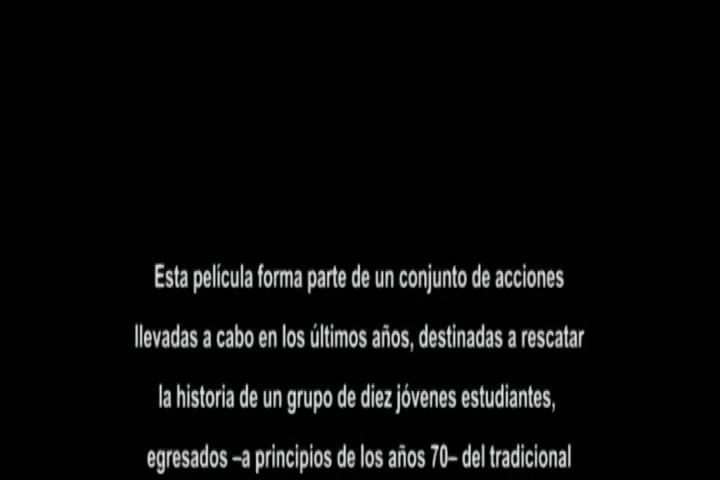 Esta película forma parte de un conjunto de acciones
llevadas a cabo en los últimos años, destinadas a rescatar
la historia de un grupo de diez jóvenes estudiantes,
egresados –a principios de los años 70– del tradicional